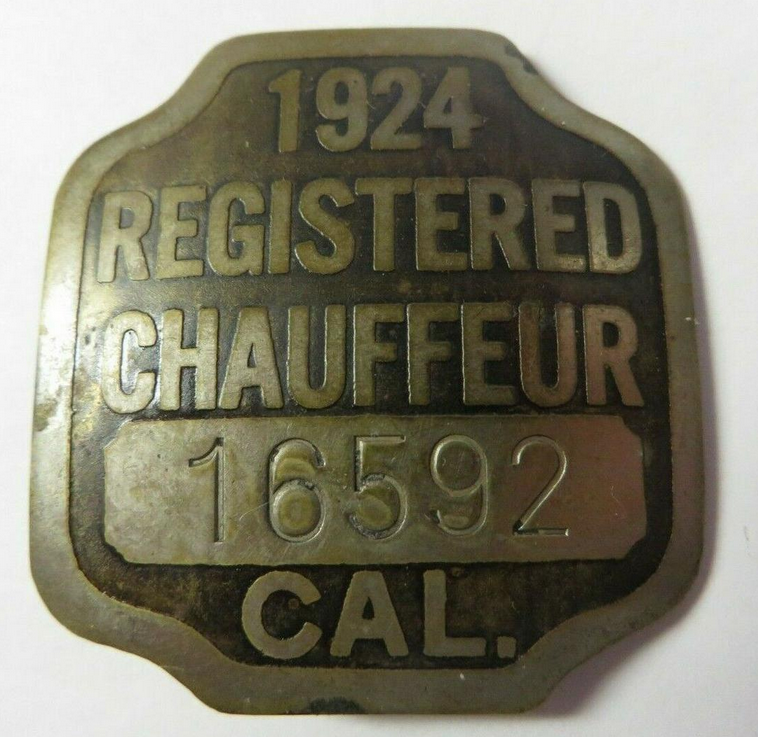 1924
REGISTERED
CHAUFFEUR
16592
CAL.